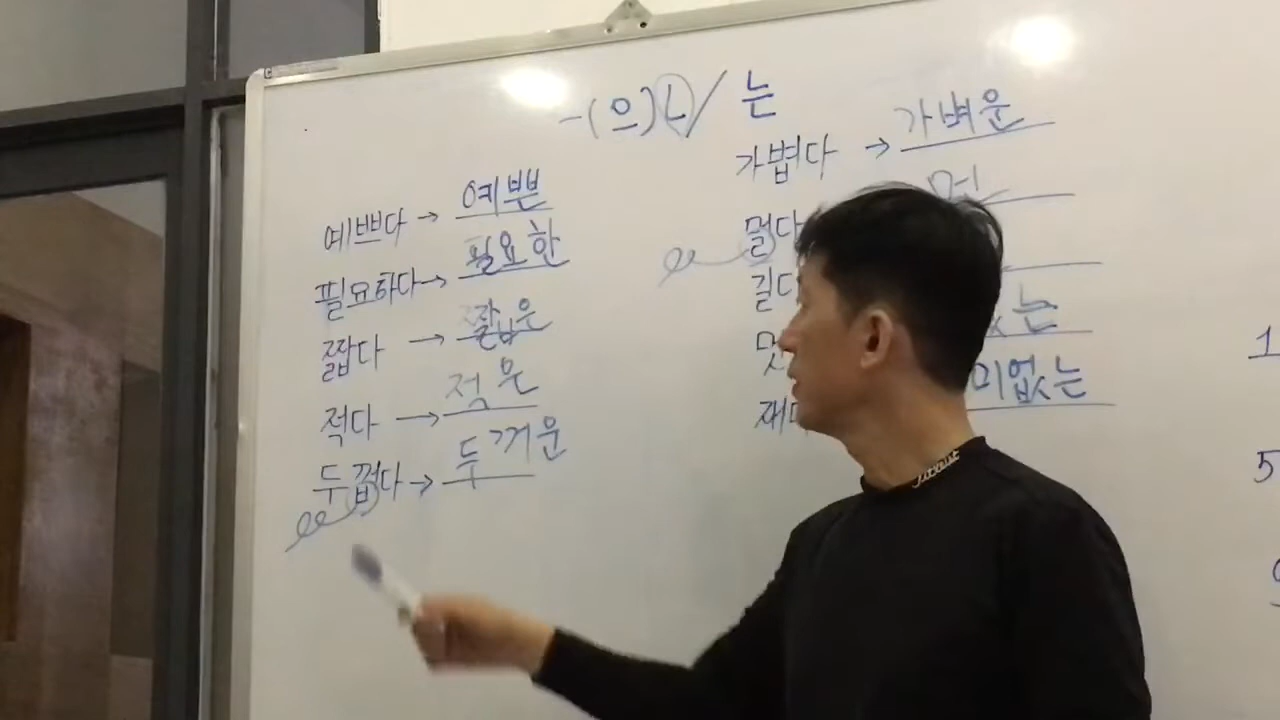 -(으)ㄴ/는
예쁘다 → 예쁜
필요하다 → 필요한
짧다 → 짧은
적다 → 적은
두껍다 → 두꺼운
가볍다 → 가벼운
멀다 먼
길다
맛 는
재미없는
1
5